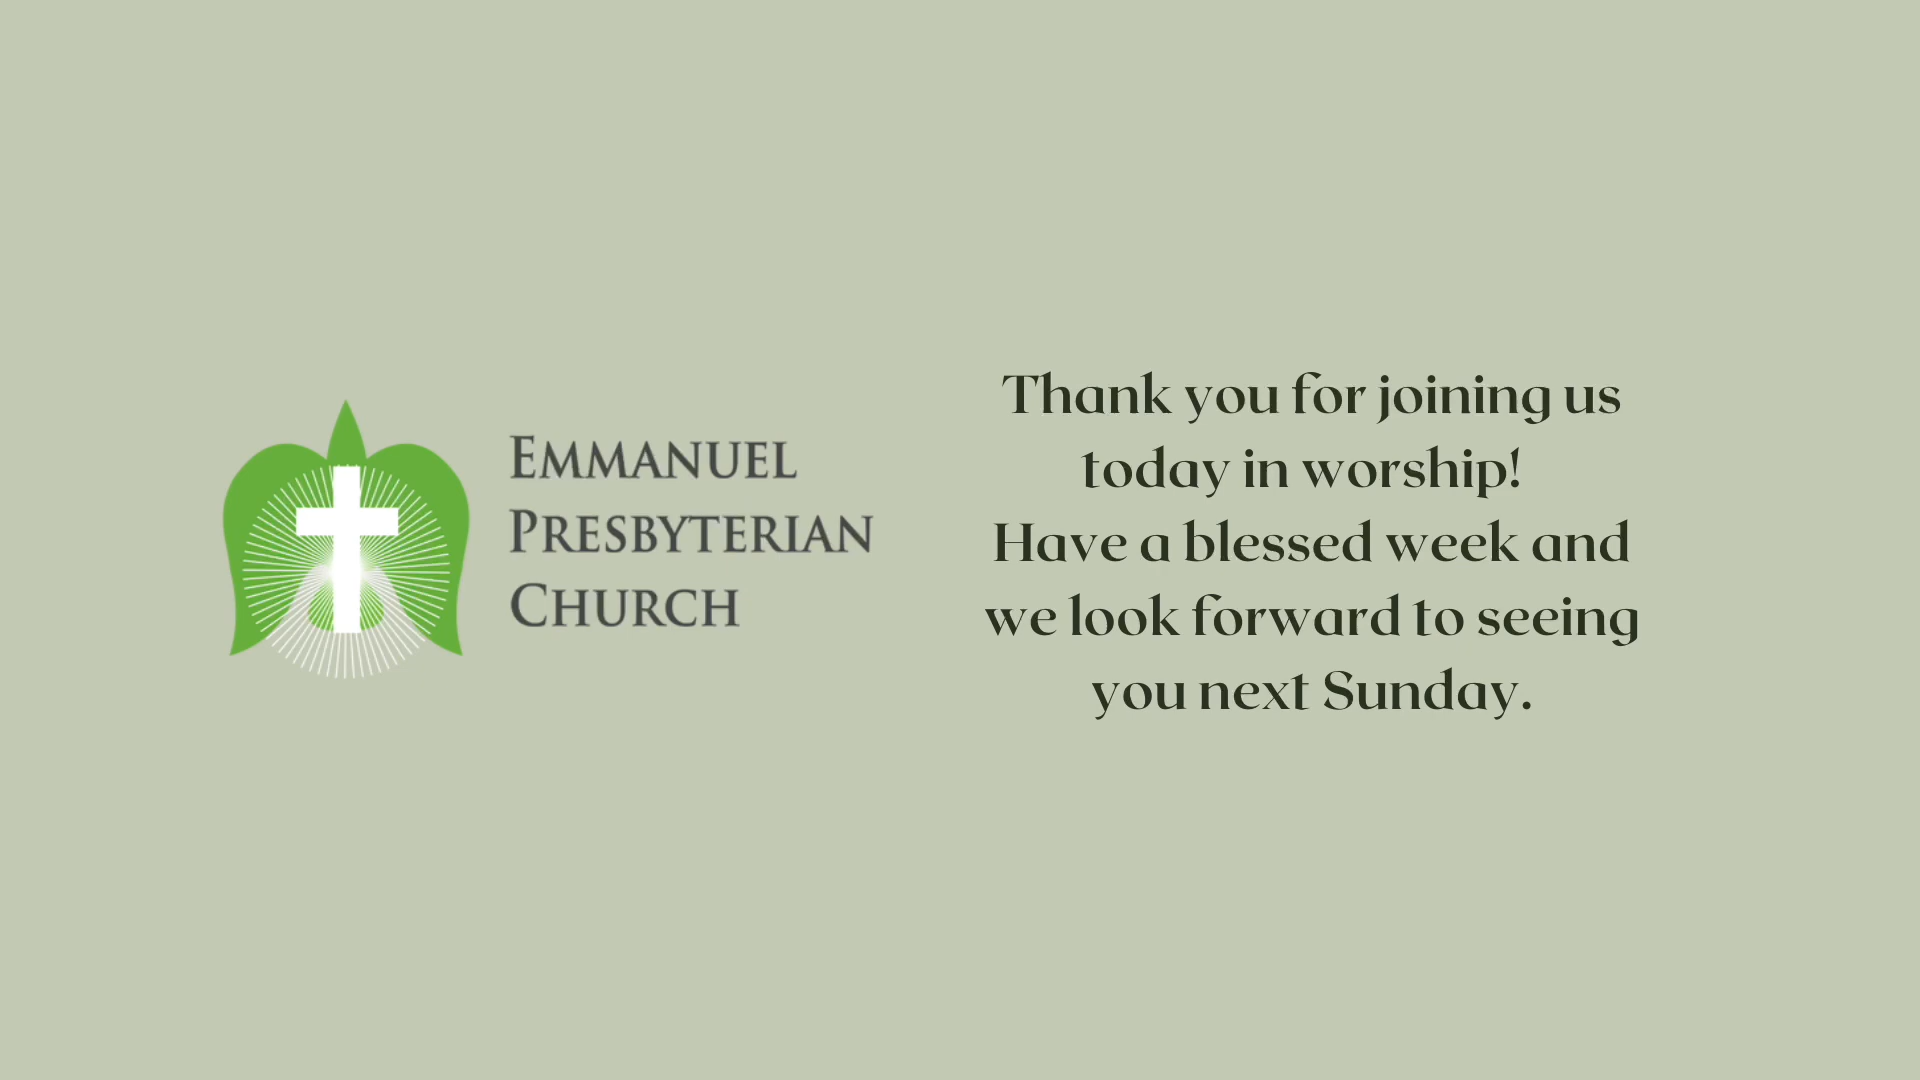 EMMANUEL
PRESBYTERIAN
CHURCH
Thank you for joining us
today in worship!
Have a blessed week and
we look forward to seeing
you next Sunday.